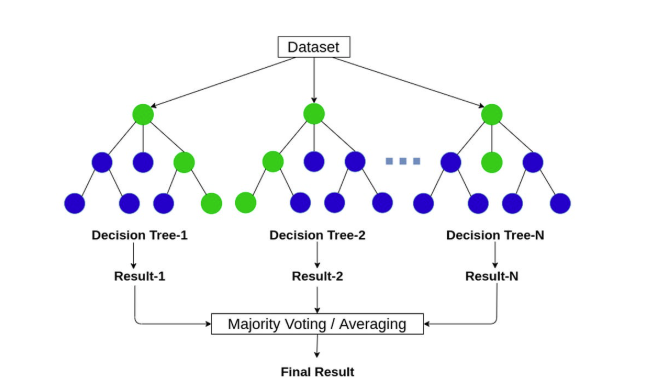 Dataset
Decision Tree-1
Decision Tree-2
Decision Tree-N
Result-1
Result-2
Result-N
Majority Voting / Averaging
Final Result